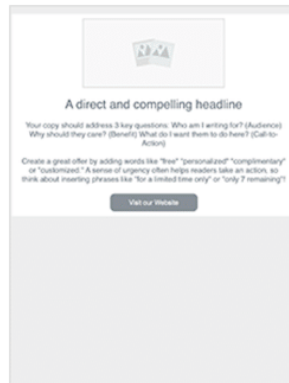 A direct and compelling headline
Your copy should address 3 key questions: Who am I writing for? (Audience)
Why should they care? (Benefit) What do I want them to do here? (Call-to-
Action)
Create a great offer by adding words like "free" "personalized" "complimentary"
or "customized." A sense of urgency often helps readers take an action, so
think about inserting phrases like "for a limited time only" or "only 7 remaining"!
Visit our Website